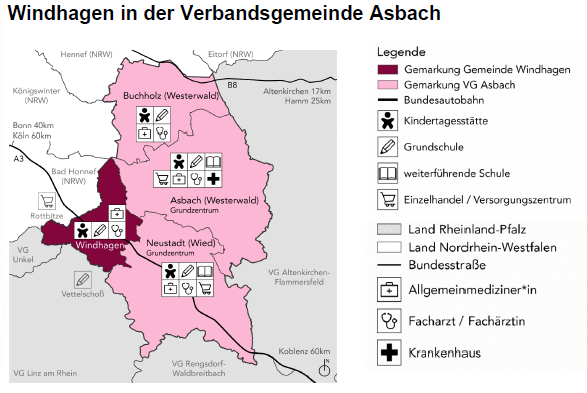 Windhagen in der Verbandsgemeinde Asbach
Hennef (NRW)
Eitorf (NRW)
B8
Altenkirchen 17km
Hamm 25km
Königswinter
(NRW)
Buchholz (Westerwald)
Bonn 40km
Köln 60km
A3
Bad Honnef
(NRW)
Rottbitze
Asbach (Westerwald)
Grundzentrum
Windhagen
Neustadt (Wied)
Grundzentrum
VG
Unkel
Vettelschoß
VG Altenkirchen-
Flammersfeld
Koblenz 60km
N
VG Linz am Rhein
VG Rengsdorf-
Waldbreitbach
Legende
Gemarkung Gemeinde Windhagen
Gemarkung VG Asbach
Bundesautobahn
Kindertagesstätte
Grundschule
weiterführende Schule
Einzelhandel / Versorgungszentrum
Land Rheinland-Pfalz
Land Nordrhein-Westfalen
Bundesstraße
Allgemeinmediziner*in
Facharzt / Fachärztin
Krankenhaus